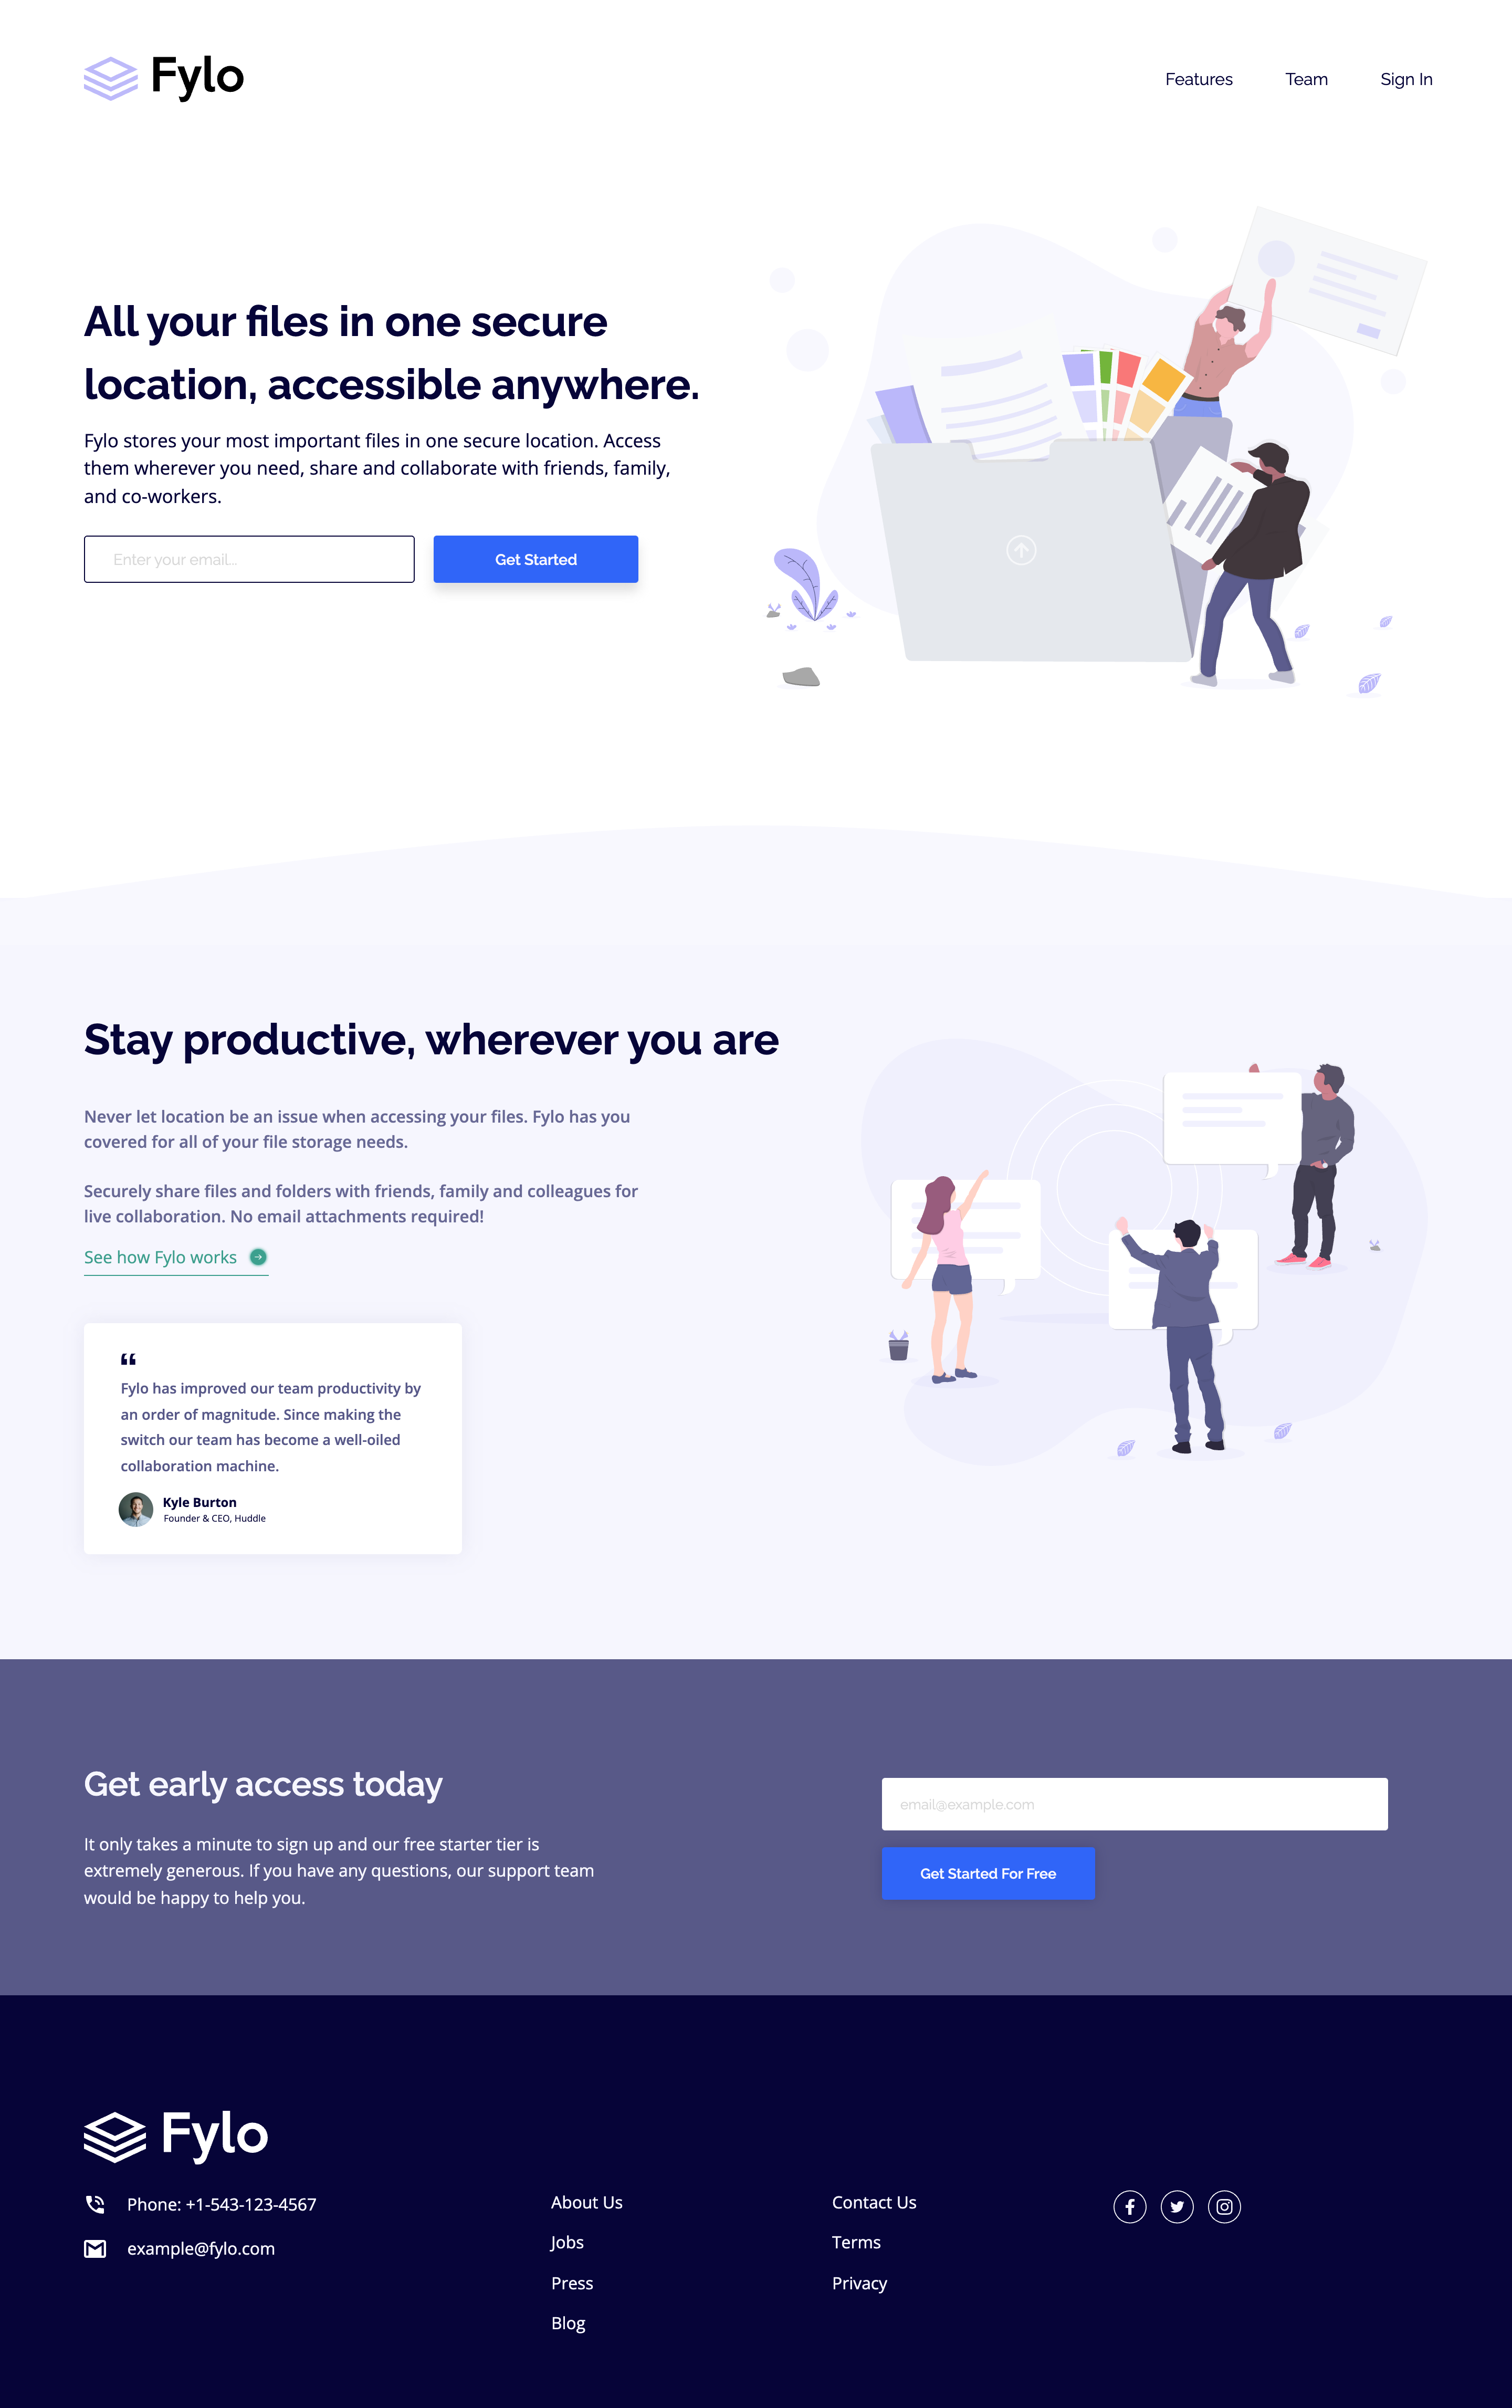 Fylo
Features
Team
Sign In
All your files in one secure
location, accessible anywhere.
Fylo stores your most important files in one secure location. Access
them wherever you need, share and collaborate with friends, family,
and co-workers.
Enter your email...
Get Started
Stay productive, wherever you are
Never let location be an issue when accessing your files. Fylo has you
covered for all of your file storage needs.
Securely share files and folders with friends, family and colleagues for
live collaboration. No email attachments required!
See how Fylo works
“
Fylo has improved our team productivity by
an order of magnitude. Since making the
switch our team has become a well-oiled
collaboration machine.
Kyle Burton
Founder & CEO, Huddle
Get early access today
It only takes a minute to sign up and our free starter tier is
extremely generous. If you have any questions, our support team
would be happy to help you.
email@example.com
Get Started For Free
Fylo
Phone: +1-543-123-4567
example@fylo.com
About Us
Jobs
Press
Blog
Contact Us
Terms
Privacy